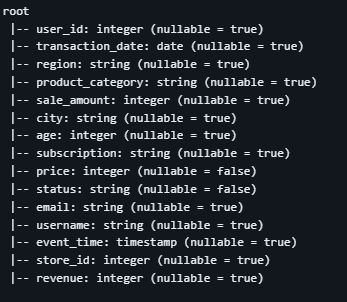 root
 |-- user_id: integer (nullable = true)
 |-- transaction_date: date (nullable = true)
 |-- region: string (nullable = true)
 |-- product_category: string (nullable = true)
 |-- sale_amount: integer (nullable = true)
 |-- city: string (nullable = true)
 |-- age: integer (nullable = true)
 |-- subscription: string (nullable = true)
 |-- price: integer (nullable = false)
 |-- status: string (nullable = false)
 |-- email: string (nullable = true)
 |-- username: string (nullable = true)
 |-- event_time: timestamp (nullable = true)
 |-- store_id: integer (nullable = true)
 |-- revenue: integer (nullable = true)